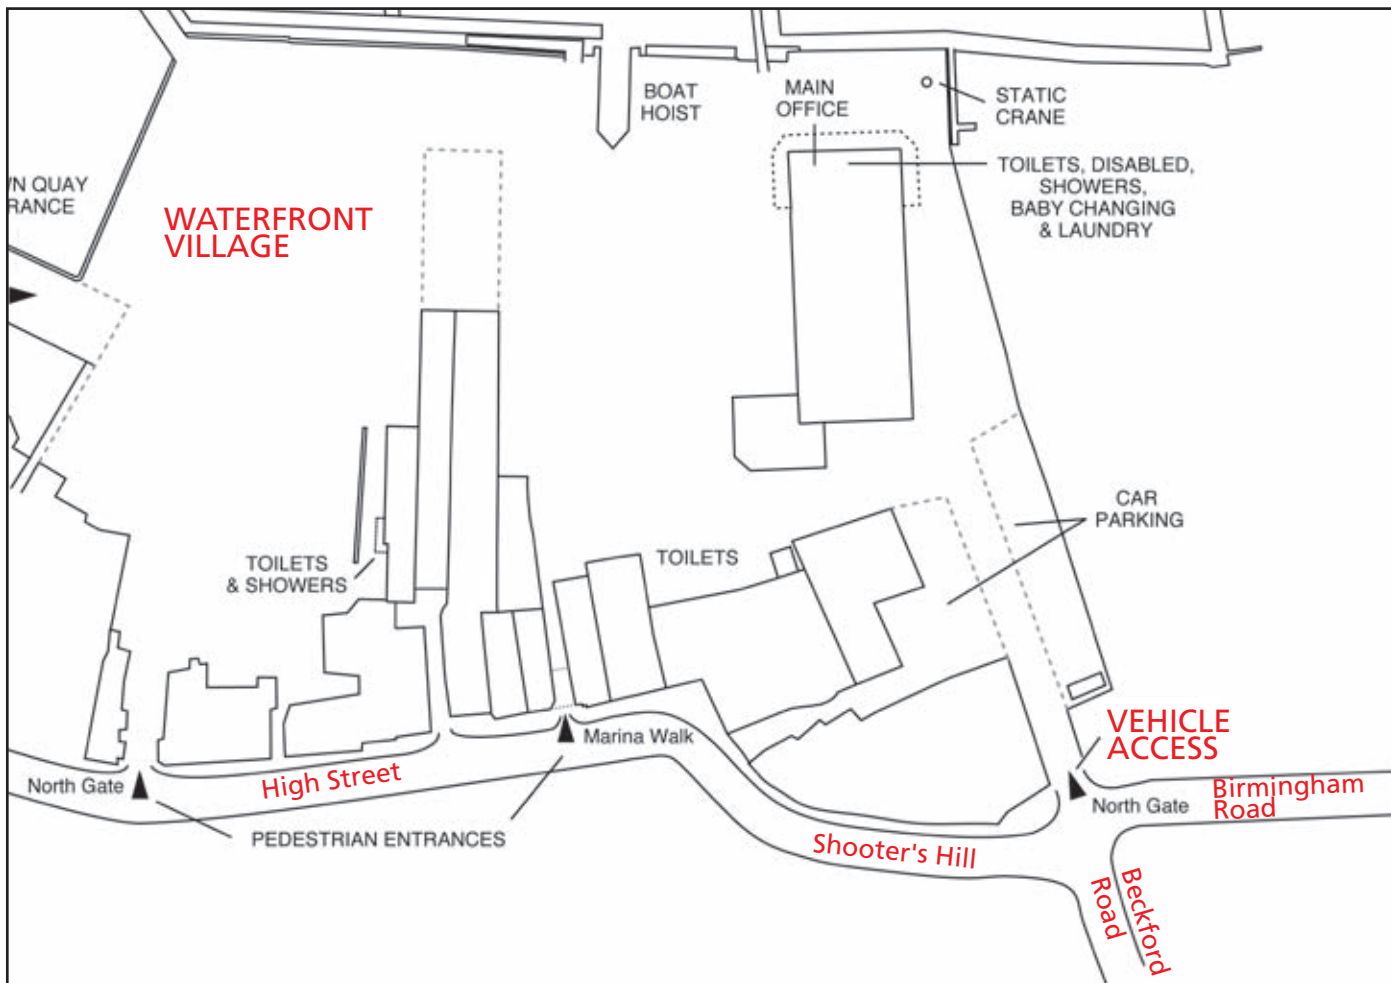 BOAT
HOIST
MAIN
OFFICE
STATIC
CRANE
TOILETS, DISABLED,
SHOWERS,
BABY CHANGING
& LAUNDRY
WN QUAY
RANCE
WATERFRONT
VILLAGE
CAR
PARKING
TOILETS
& SHOWERS
TOILETS
VEHICLE
ACCESS
Marina Walk
North Gate
High Street
North Gate
Birmingham
Road
PEDESTRIAN ENTRANCES
Shooter's Hill
Beckford
Road